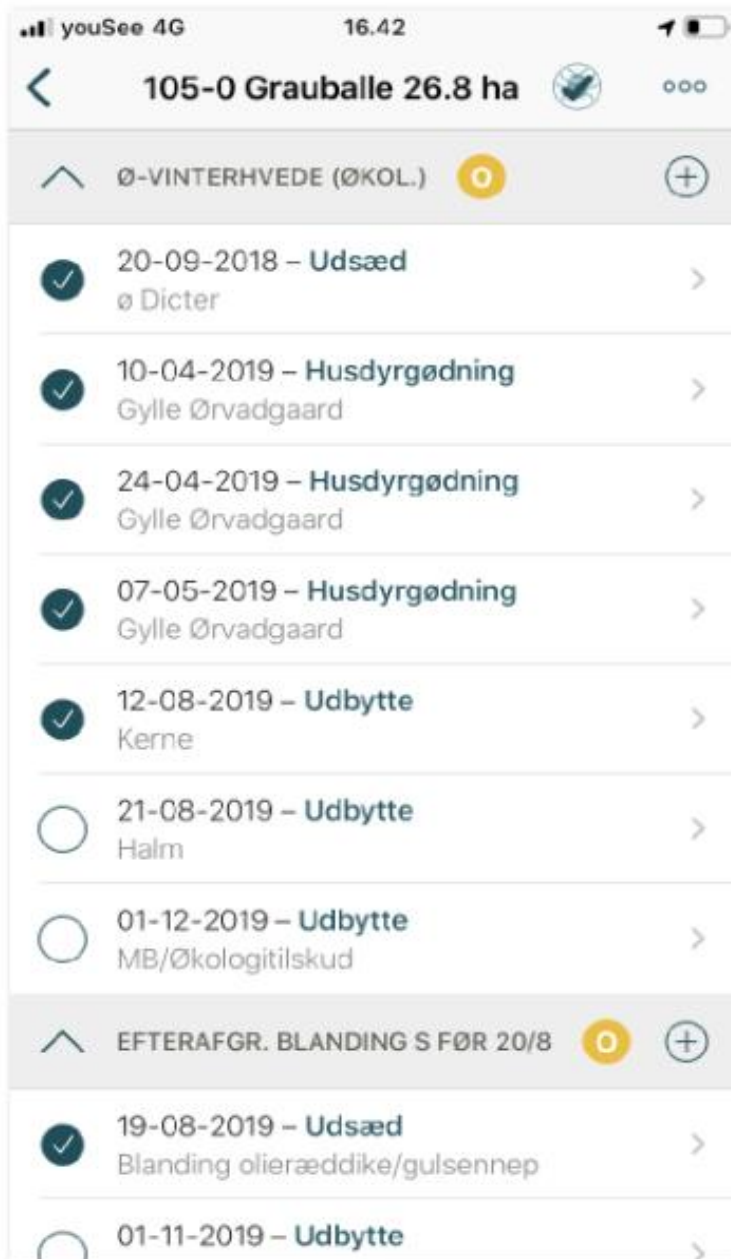 youSee 4G 16.42
105-0 Grauballe 26.8 ha
Ø-VINTERHVEDE (ØKOL.) O
20-09-2018 – Udsæd
ø Dicter
10-04-2019 – Husdyrgødning
Gylle Ørvadgaard
24-04-2019 – Husdyrgødning
Gylle Ørvadgaard
07-05-2019 – Husdyrgødning
Gylle Ørvadgaard
12-08-2019 – Udbytte
Kerne
21-08-2019 – Udbytte
Halm
01-12-2019 – Udbytte
MB/Økologitilskud
EFTERAFGR. BLANDING S FØR 20/8 O
19-08-2019 – Udsæd
Blanding olieræddike/gulsennep
01-11-2019 – Udbytte